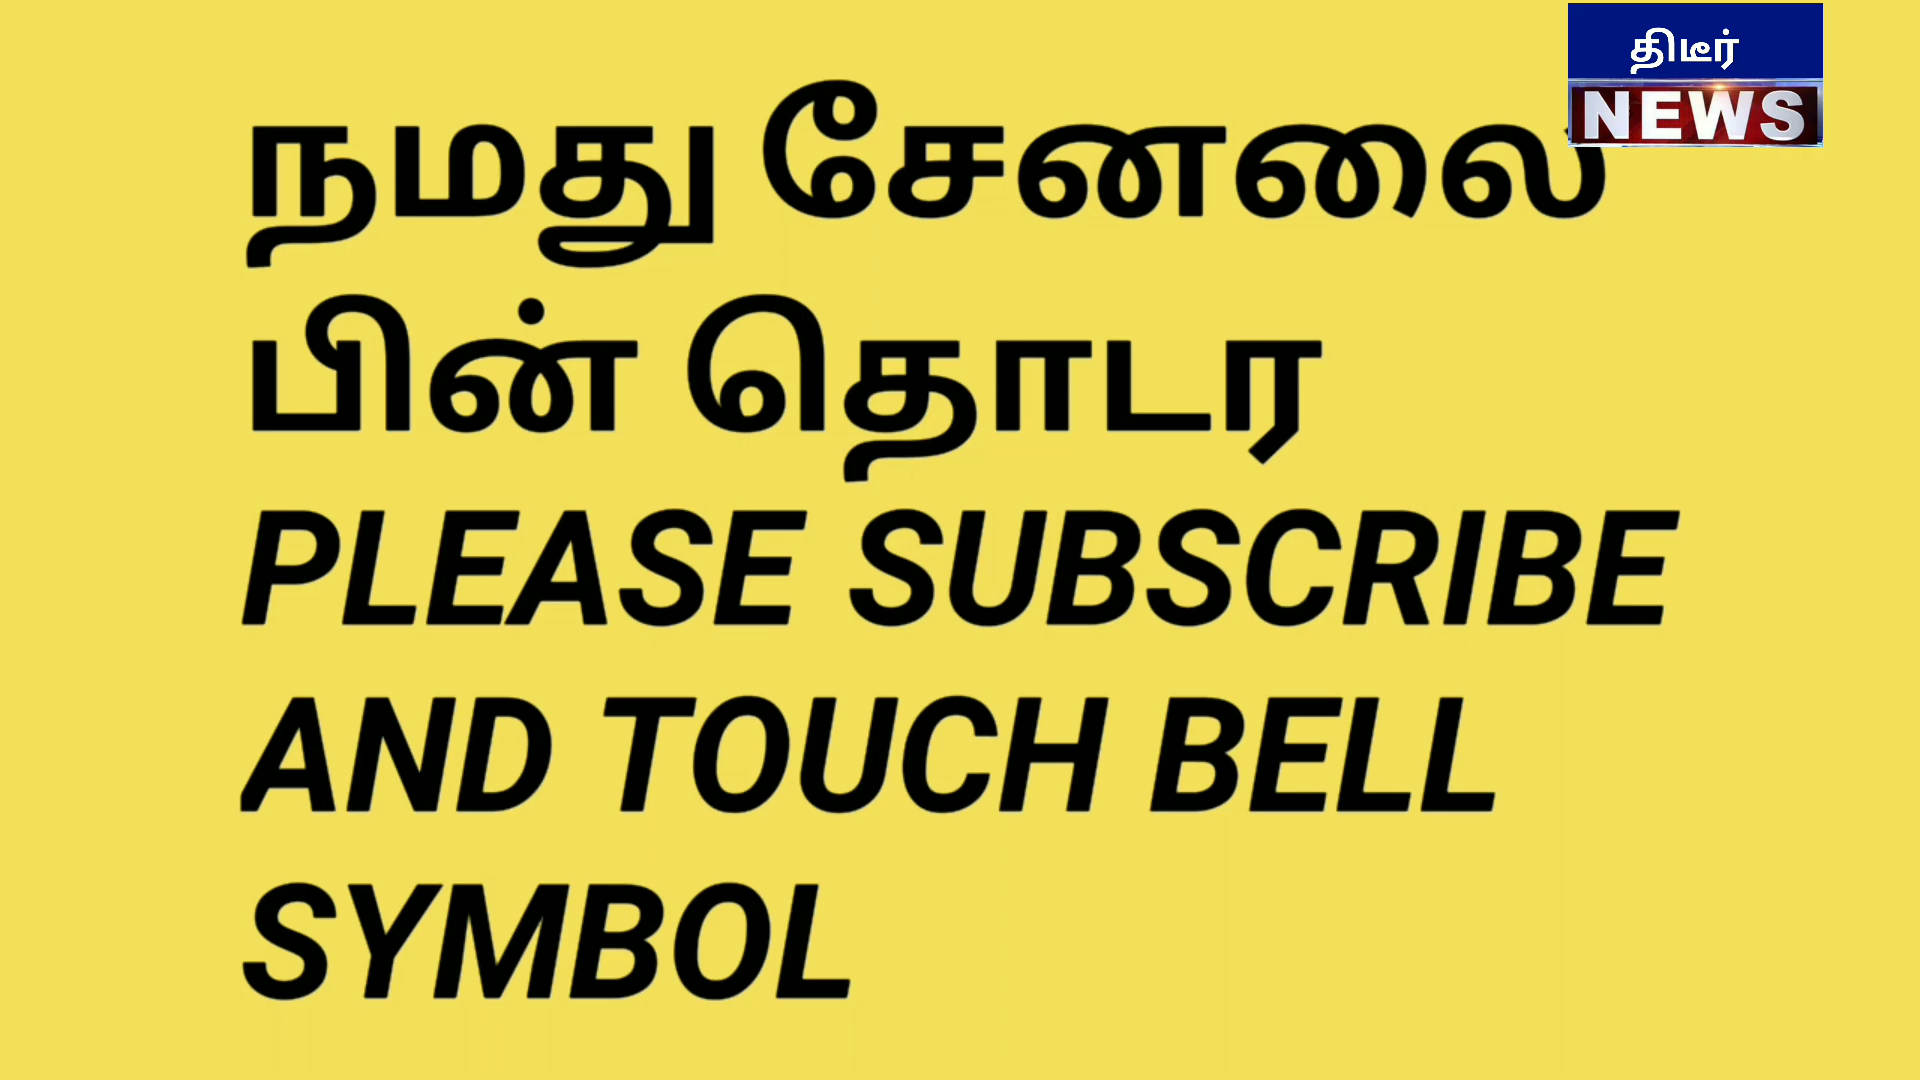 திடீர்
NEWS
நமது சேனலை
பின் தொடர
PLEASE SUBSCRIBE
AND TOUCH BELL
SYMBOL